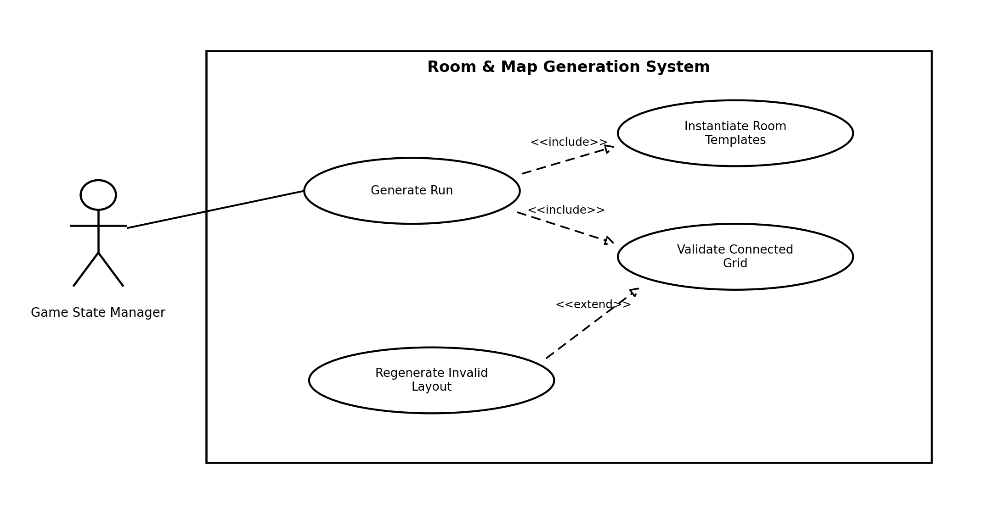 Room & Map Generation System
Instantiate Room
Templates
<<include>>
Generate Run
<<include>>
Validate Connected
Grid
<<extend>>
Game State Manager
Regenerate Invalid
Layout